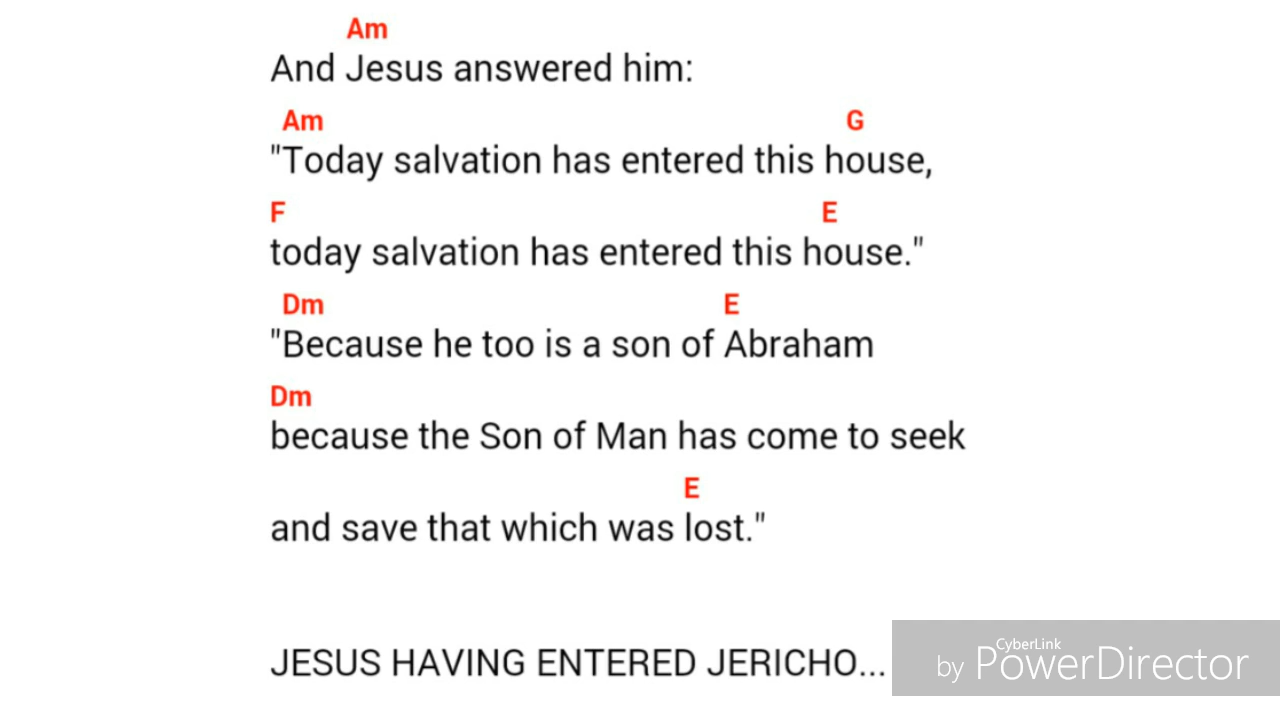 Am
And Jesus answered him:
Am G
"Today salvation has entered this house,
F E
today salvation has entered this house."
Dm E
"Because he too is a son of Abraham
Dm
because the Son of Man has come to seek
E
and save that which was lost."
JESUS HAVING ENTERED JERICHO...
CyberLink
by PowerDirector